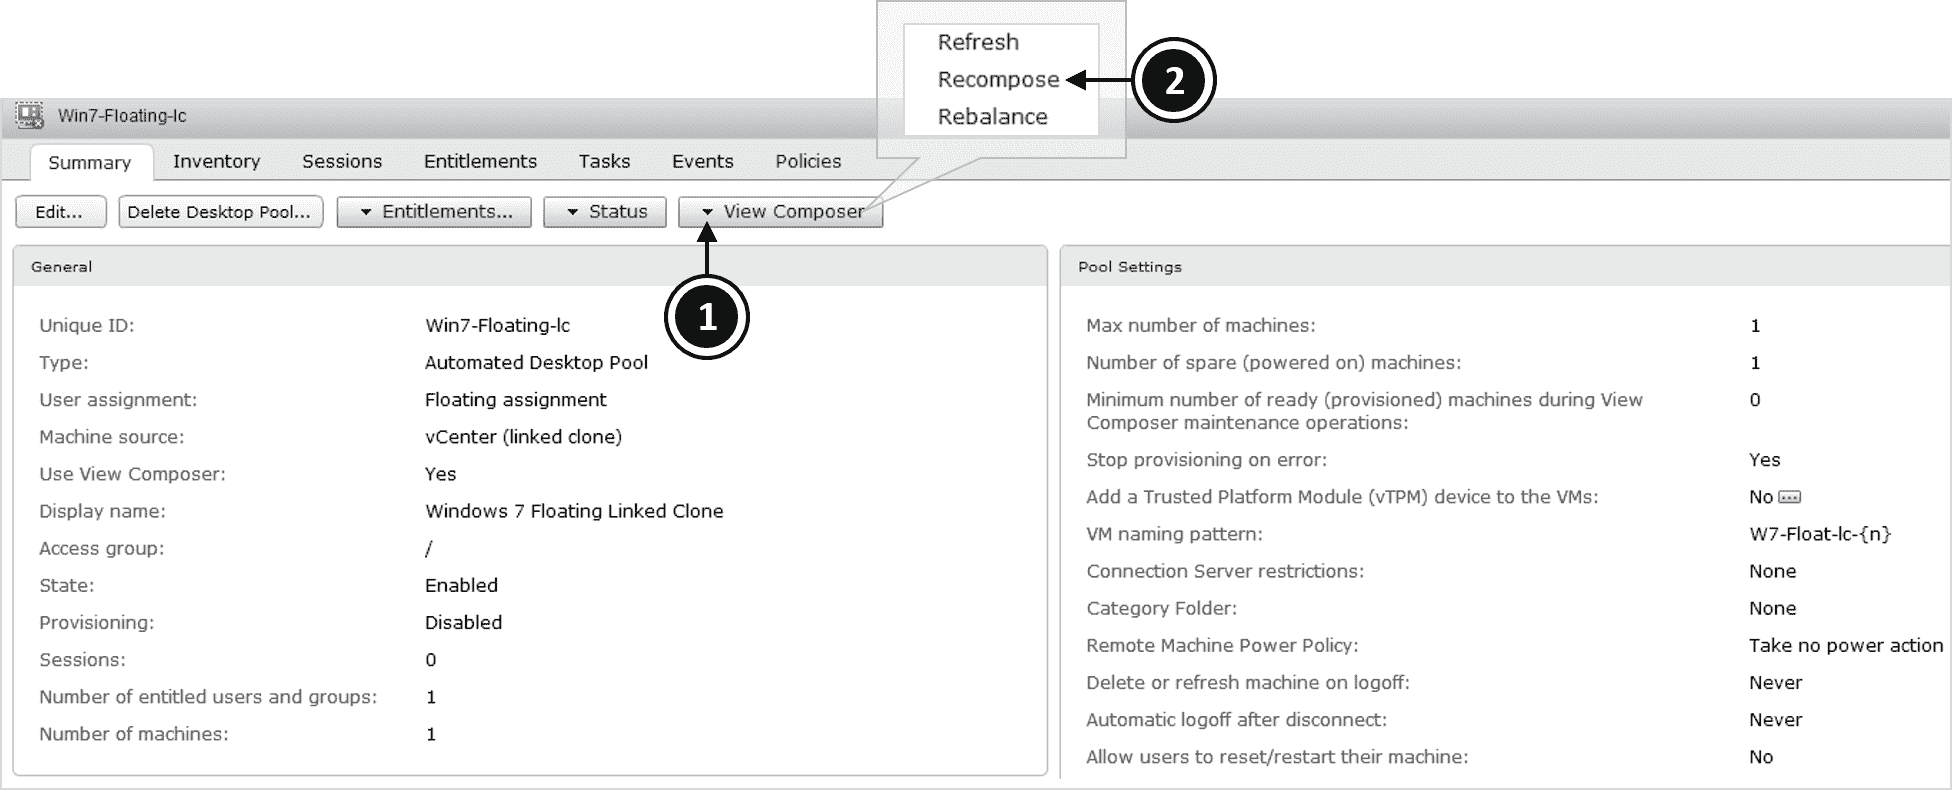 Refresh
Recompose
Rebalance
2
Win7-Floating-lc
Summary Inventory Sessions Entitlements Tasks Events Policies
Edit... Delete Desktop Pool... Entitlements... Status View Composer
1
General
Unique ID: Win7-Floating-lc
Type: Automated Desktop Pool
User assignment: Floating assignment
Machine source: vCenter (linked clone)
Use View Composer: Yes
Display name: Windows 7 Floating Linked Clone
Access group: /
State: Enabled
Provisioning: Disabled
Sessions: 0
Number of entitled users and groups: 1
Number of machines: 1
Pool Settings
Max number of machines: 1
Number of spare (powered on) machines: 1
Minimum number of ready (provisioned) machines during View 0
Composer maintenance operations:
Stop provisioning on error: Yes
Add a Trusted Platform Module (vTPM) device to the VMs: No ...
VM naming pattern: W7-Float-lc-{n}
Connection Server restrictions: None
Category Folder: None
Remote Machine Power Policy: Take no power action
Delete or refresh machine on logoff: Never
Automatic logoff after disconnect: Never
Allow users to reset/restart their machine: No